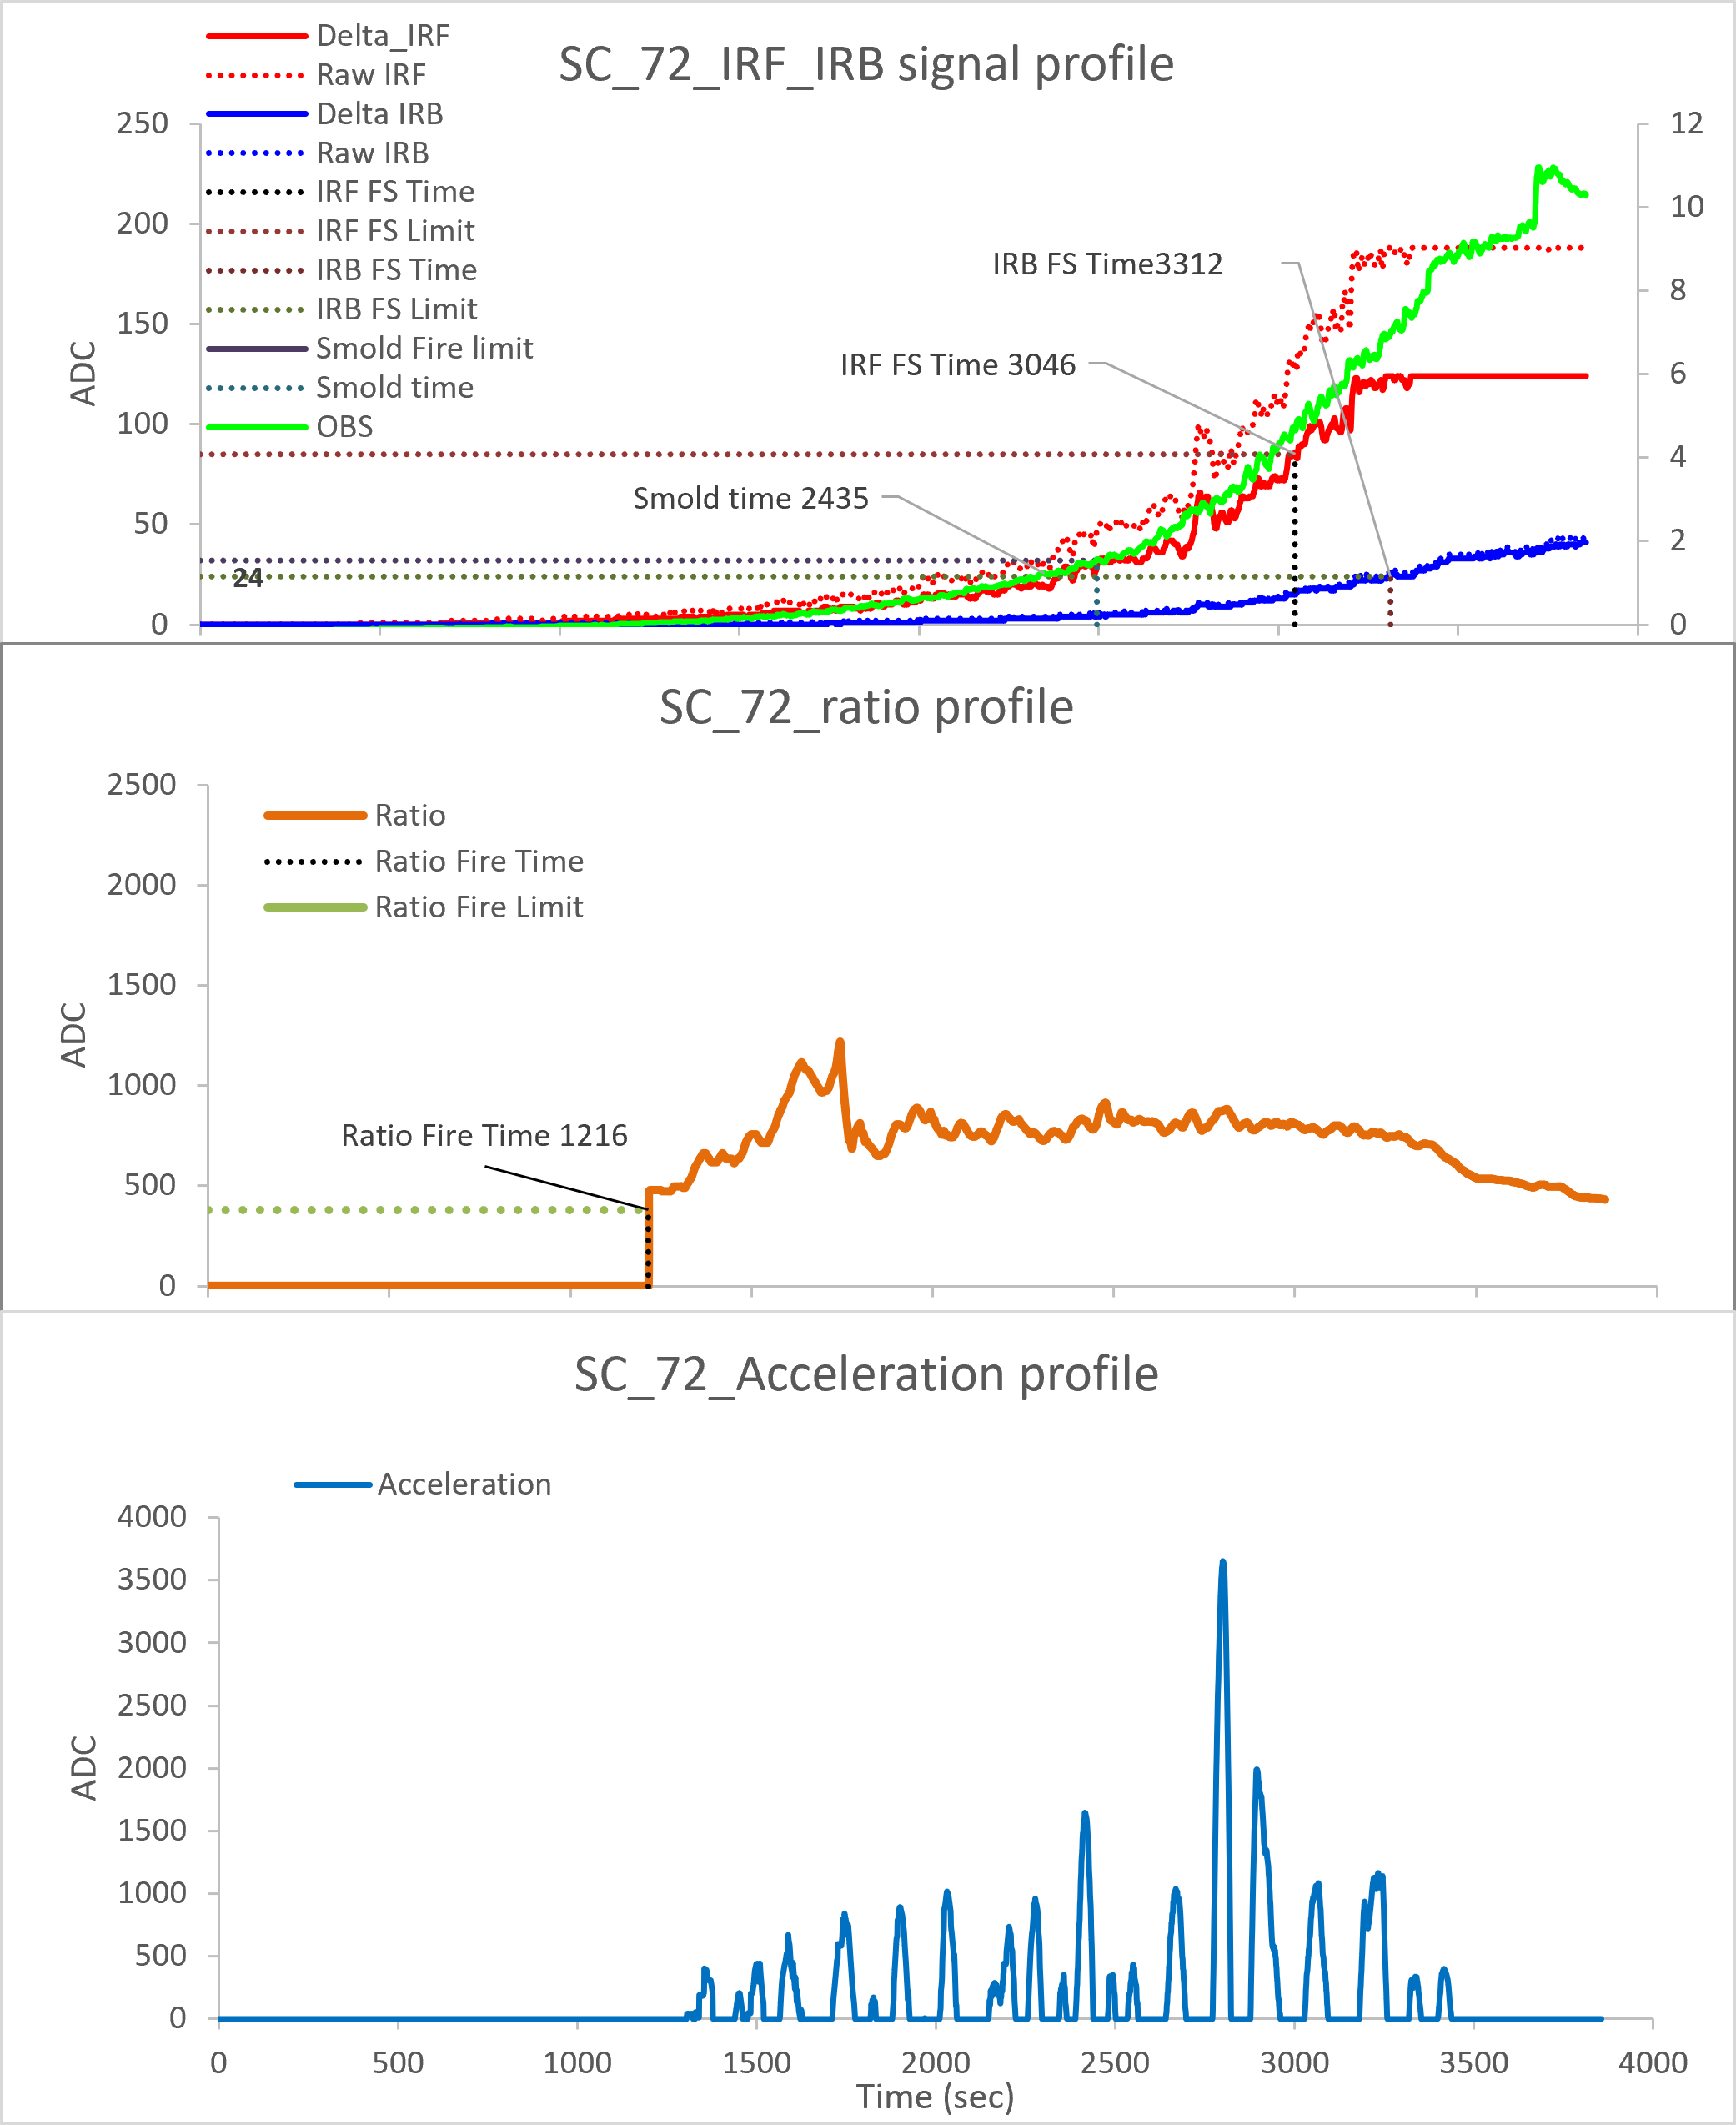 SC_72_IRF_IRB signal profile
Delta_IRF
Raw IRF
Delta IRB
Raw IRB
IRF FS Time
IRF FS Limit
IRB FS Time
IRB FS Limit
Smold Fire limit
Smold time
OBS
250
200
150
100
50
0
ADC
12
10
8
6
4
2
0
IRB FS Time3312
IRF FS Time 3046
Smold time 2435
24
SC_72_ratio profile
2500
2000
1500
1000
500
0
ADC
Ratio
Ratio Fire Time
Ratio Fire Limit
Ratio Fire Time 1216
SC_72_Acceleration profile
Acceleration
4000
3500
3000
2500
2000
1500
1000
500
0
ADC
0 500 1000 1500 2000 2500 3000 3500 4000
Time (sec)